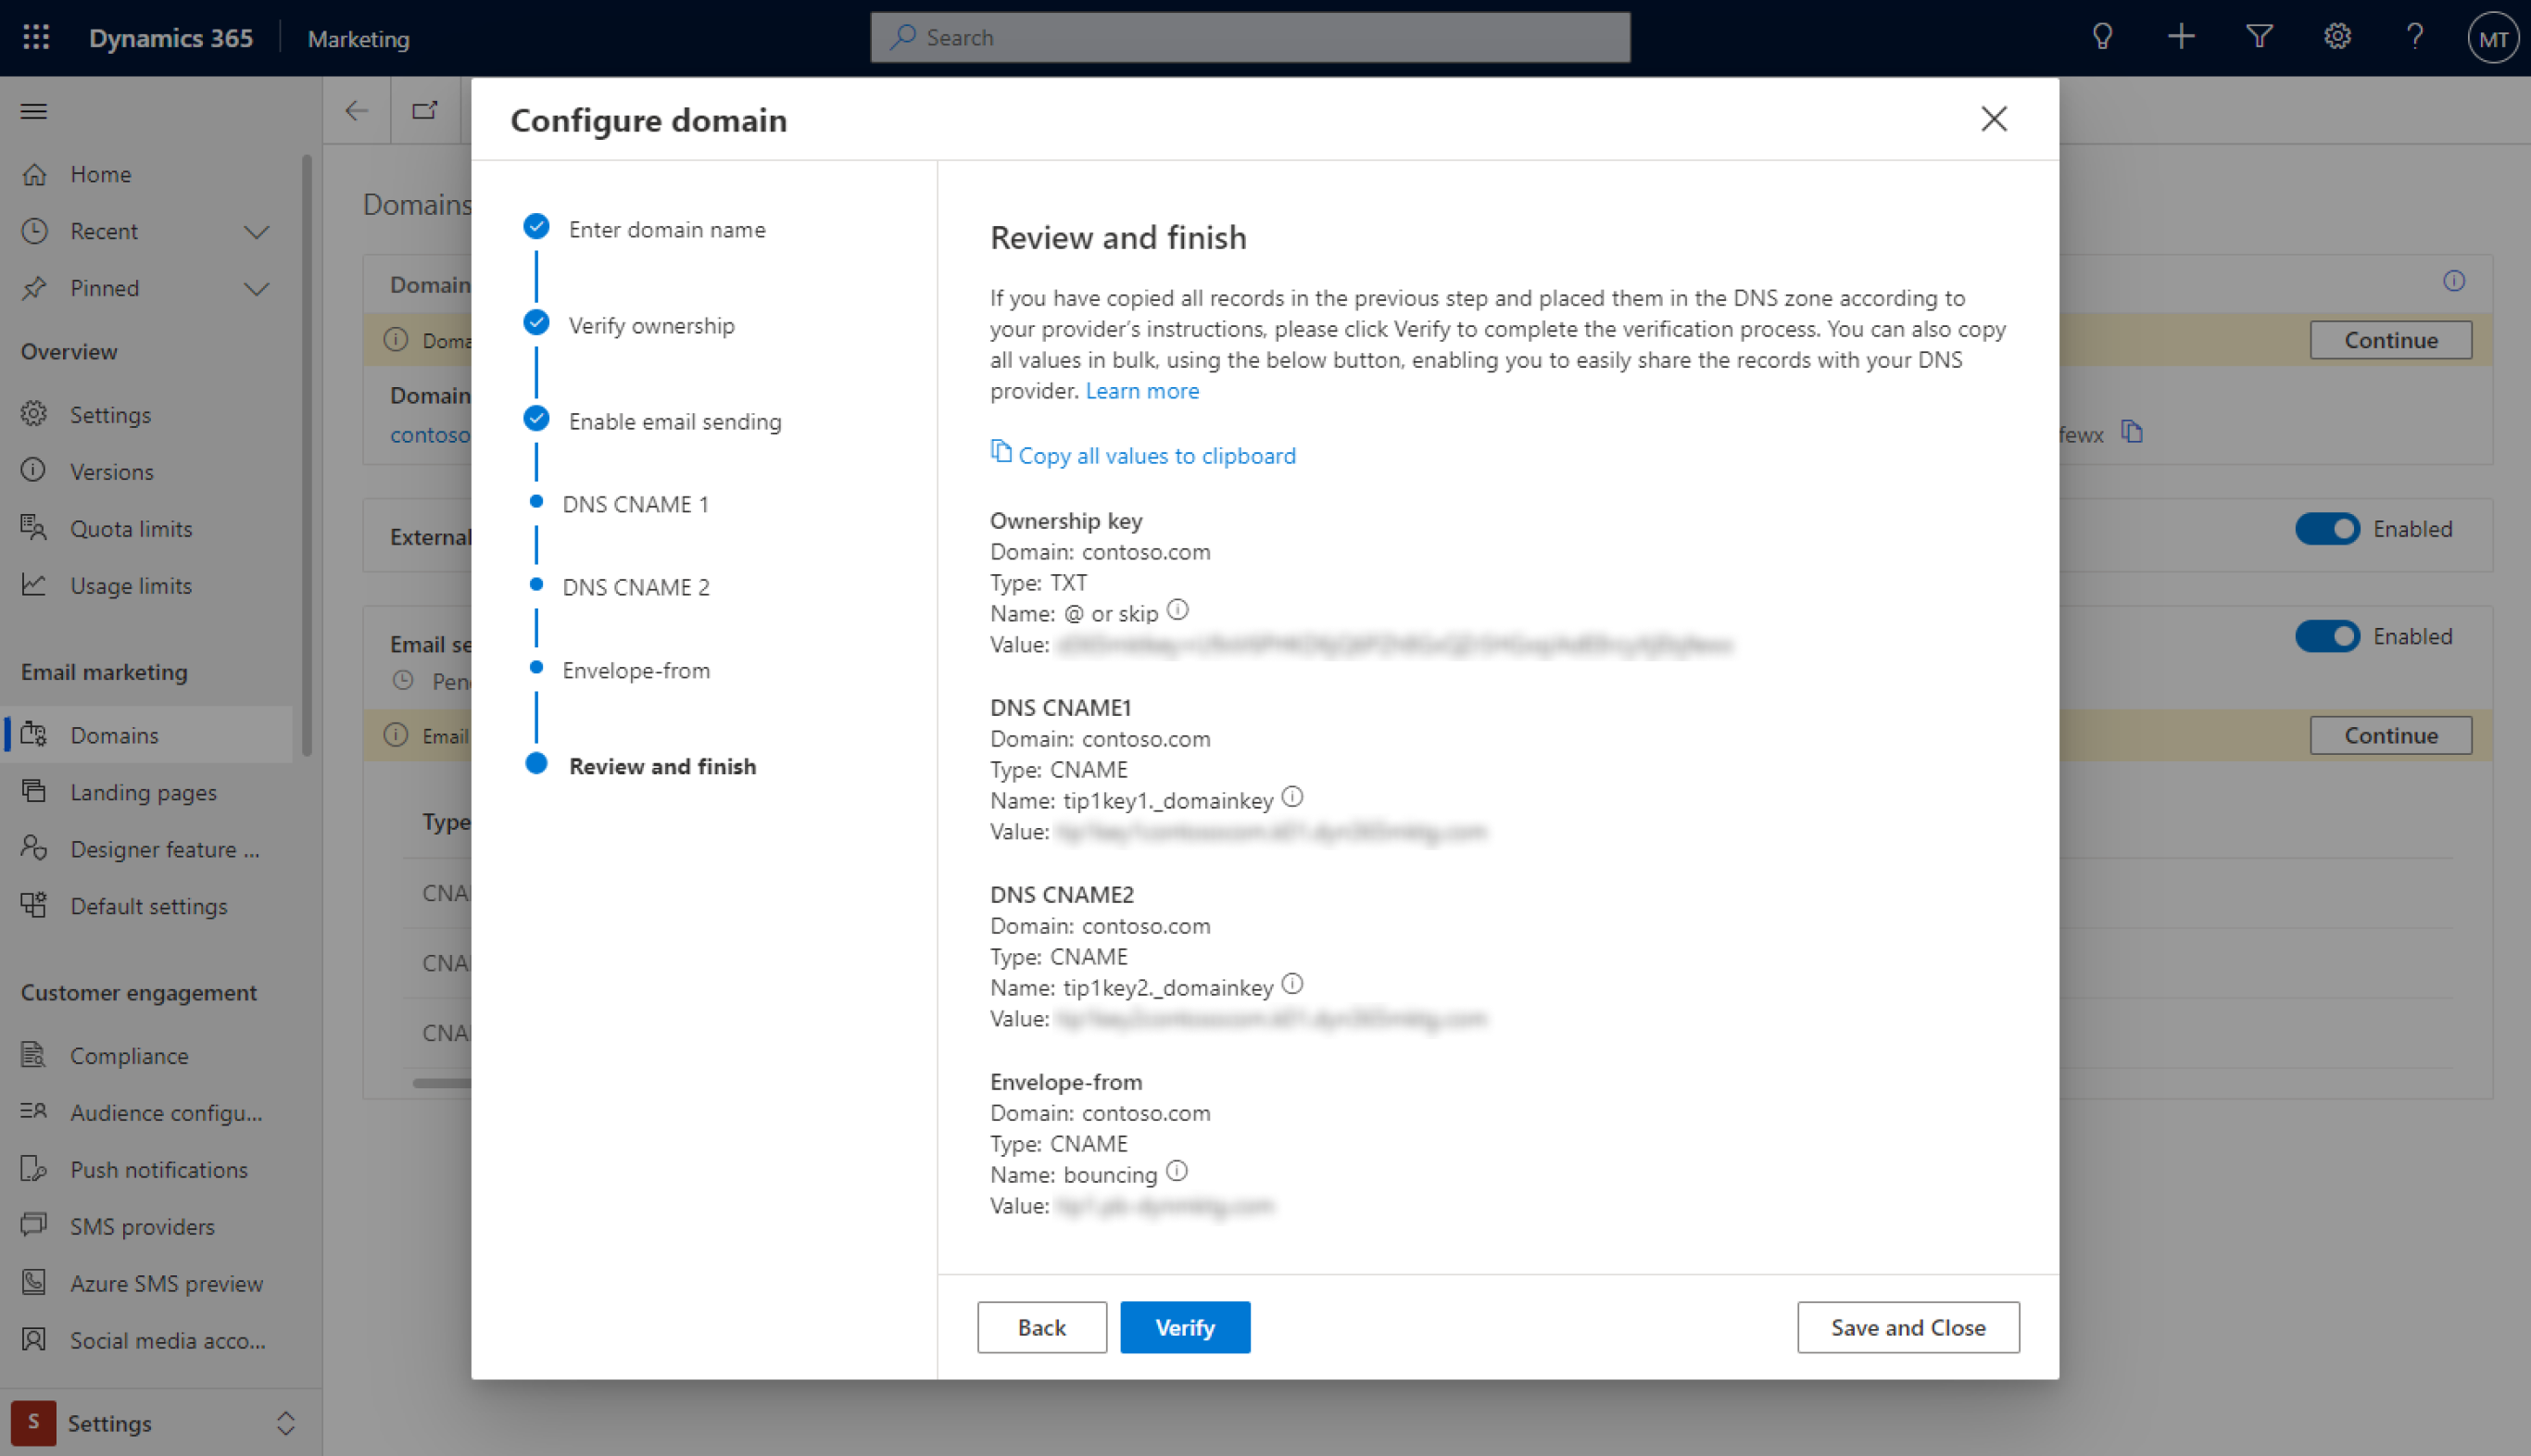 Dynamics 365
Marketing
Search
MT
Home
Recent
Pinned
Overview
Settings
Versions
Quota limits
Usage limits
Email marketing
Domains
Landing pages
Designer feature ...
Default settings
Customer engagement
Compliance
Audience configu...
Push notifications
SMS providers
Azure SMS preview
Social media acco...
S Settings
Domains
Domain
Doma
Continue
Domain
contoso
fewx
External
Enabled
Email se
Enabled
Pen
Email
Continue
Type
CNA
CNA
CNA
Configure domain
Enter domain name
Verify ownership
Enable email sending
DNS CNAME 1
DNS CNAME 2
Envelope-from
Review and finish
Review and finish
If you have copied all records in the previous step and placed them in the DNS zone according to
your provider’s instructions, please click Verify to complete the verification process. You can also copy
all values in bulk, using the below button, enabling you to easily share the records with your DNS
provider. Learn more
Copy all values to clipboard
Ownership key
Domain: contoso.com
Type: TXT
Name: @ or skip
Value:
DNS CNAME1
Domain: contoso.com
Type: CNAME
Name: tip1key1._domainkey
Value:
DNS CNAME2
Domain: contoso.com
Type: CNAME
Name: tip1key2._domainkey
Value:
Envelope-from
Domain: contoso.com
Type: CNAME
Name: bouncing
Value:
Back
Verify
Save and Close